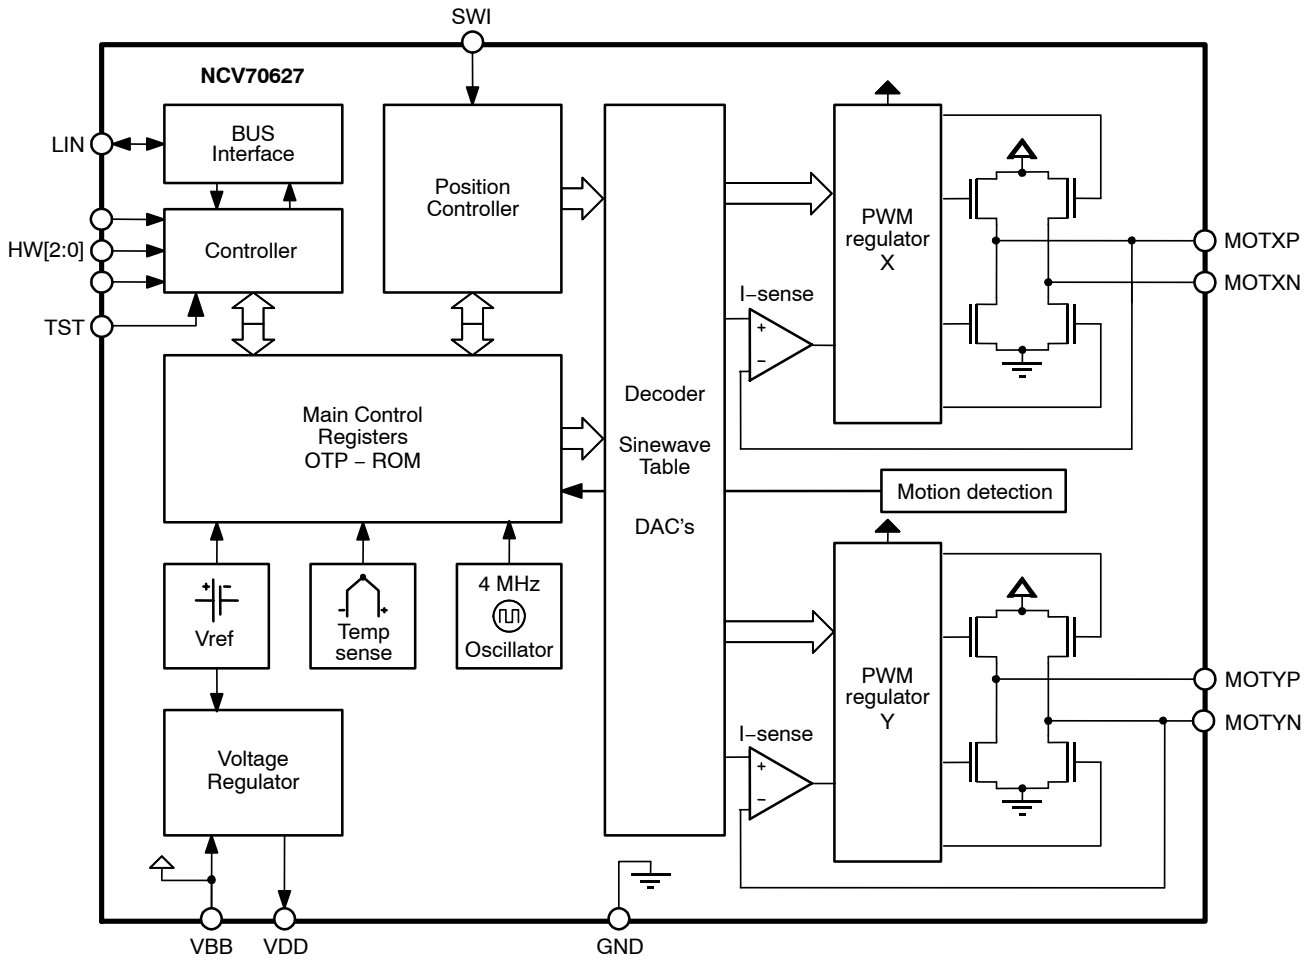 SWI
NCV70627
LIN
BUS
Interface
HW[2:0]
Controller
TST
Position
Controller
Main Control
Registers
OTP – ROM
Decoder
Sinewave
Table
DAC's
I–sense
+
–
PWM
regulator
X
MOTXP
MOTXN
Motion detection
+ –
Vref
– +
Temp
sense
4 MHz
Oscillator
Voltage
Regulator
I–sense
+
–
PWM
regulator
Y
MOTYP
MOTYN
VBB
VDD
GND